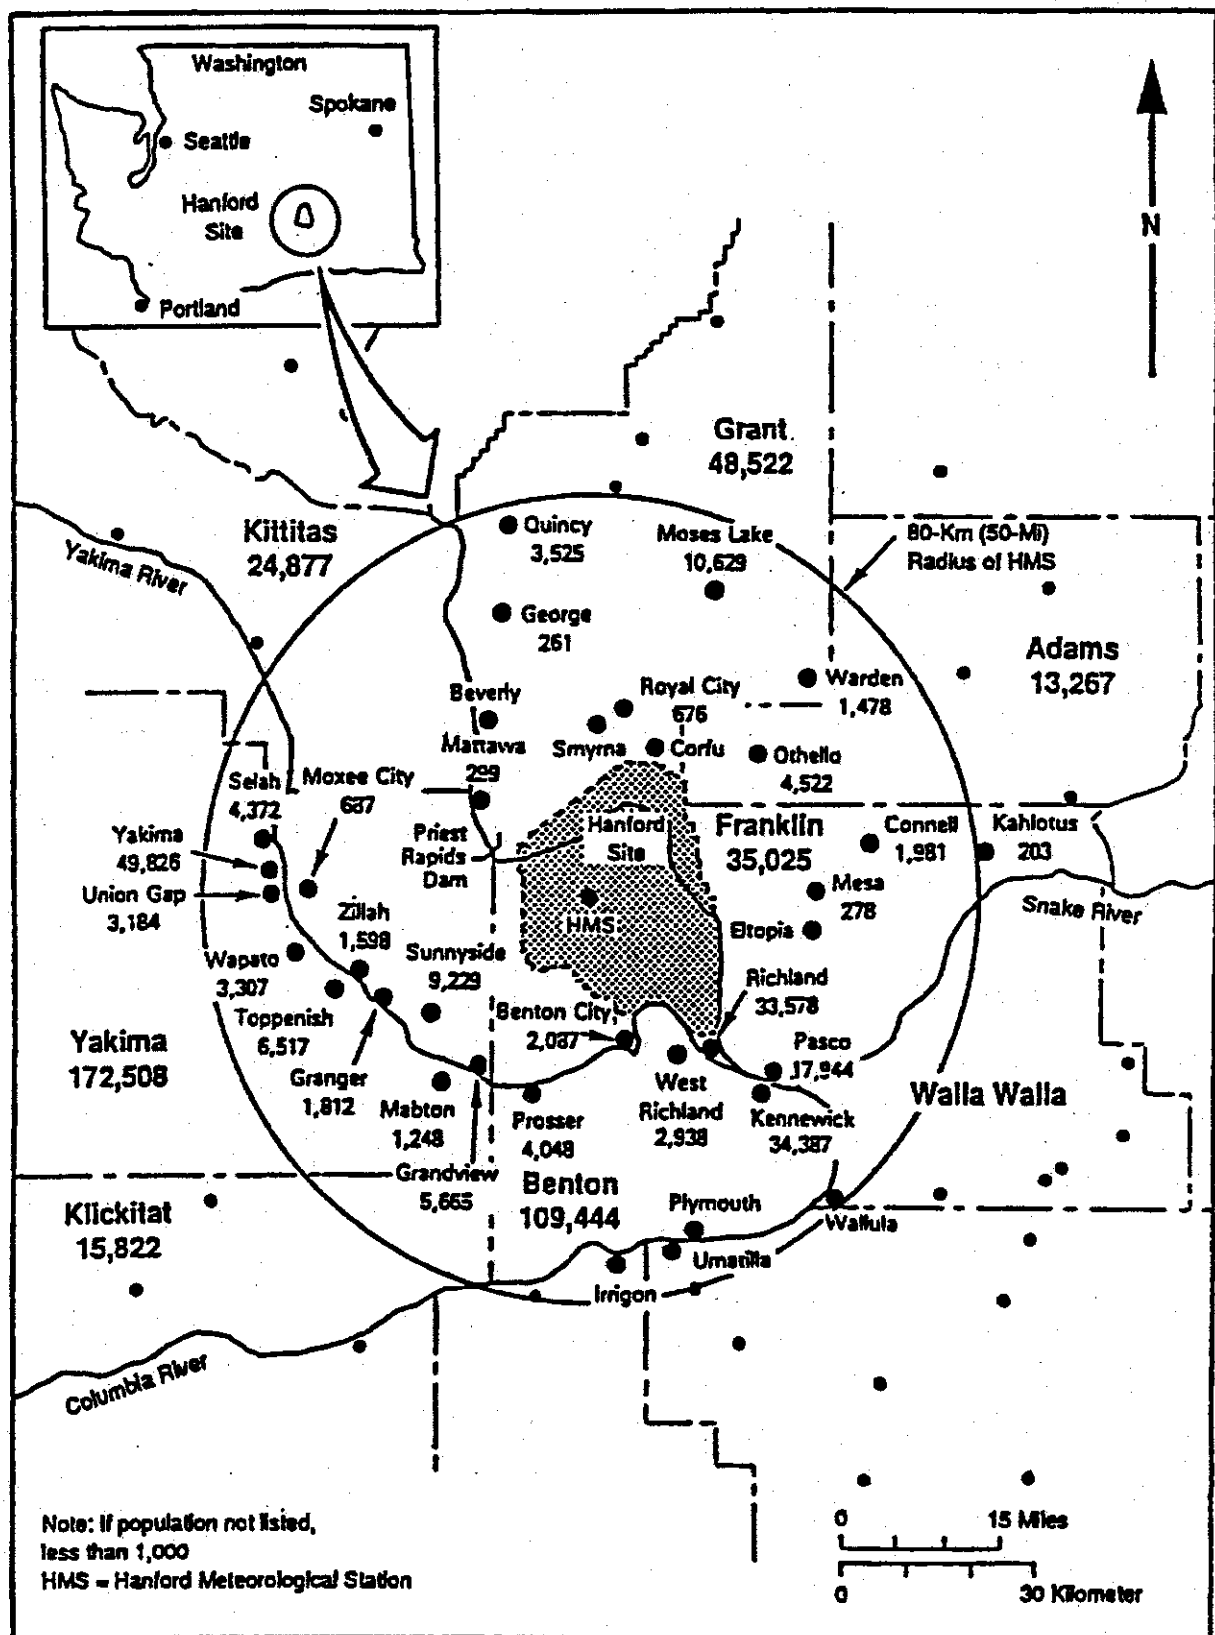 Washington
Spokane
Seattle
Hanford
Site
Portland
N
Grant
48,522
Kittitas
24,877
Yakima River
Quincy
3,525
Moses Lake
10,629
80-Km (50-Mi)
Radius of HMS
George
261
Adams
13,267
Beverly
Royal City
676
Warden
1,478
Mattawa
299
Smyrna
Corfu
Othello
4,522
Selah
4,372
Moxee City
687
Yakima
49,826
Priest
Rapids
Dam
Hanford
Site
Franklin
35,025
Connell
1,981
Kahlotus
203
Union Gap
3,184
Mesa
278
Snake River
HMS
Eltopia
Zillah
1,598
Sunnyside
9,229
Wapato
3,307
Richland
33,578
Toppenish
6,517
Benton City,
2,087
Yakima
172,508
Granger
1,812
Pasco
17,944
Mabton
1,248
Prosser
4,048
West
Richland
2,938
Kennewick
34,387
Walla Walla
Grandview
5,665
Benton
109,444
Klickitat
15,822
Plymouth
Wallula
Umatilla
Irrigon
Columbia River
Note: If population not listed,
less than 1,000
HMS = Hanford Meteorological Station
0 15 Miles
0 30 Kilometer